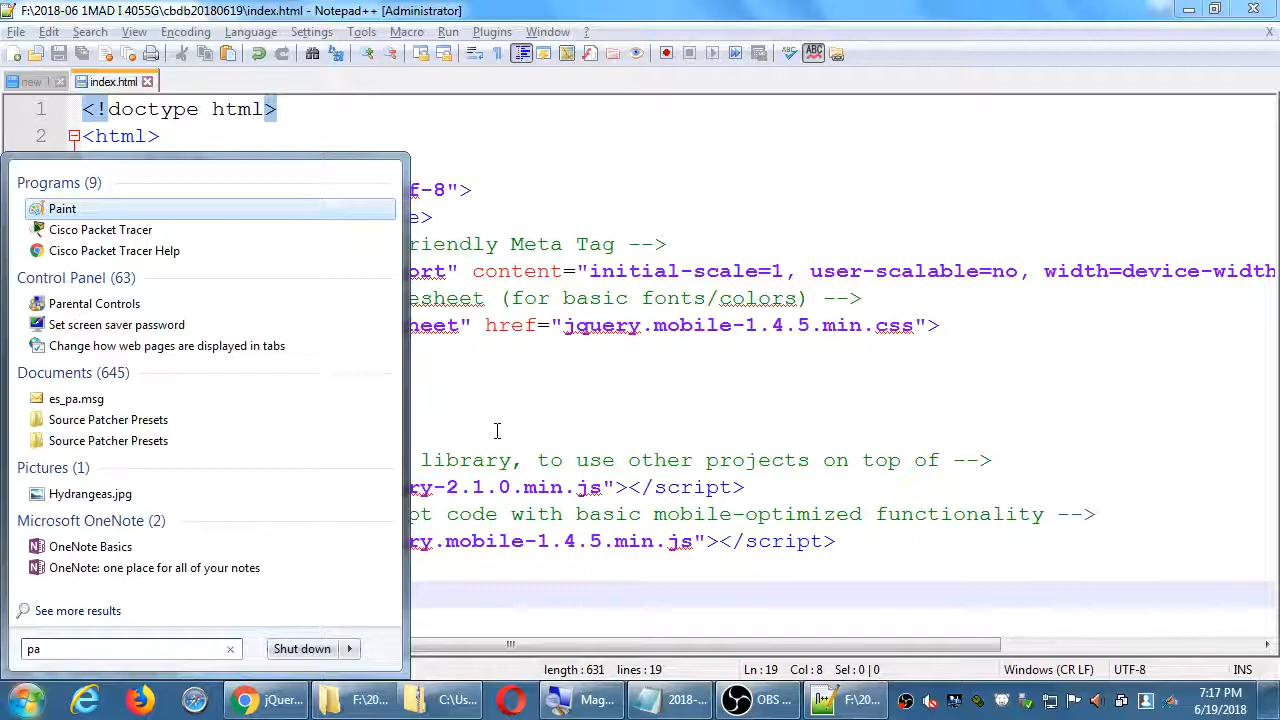 F:\2018-06 1MAD I 4055G\cbdb20180619\index.html - Notepad++ [Administrator]
File Edit Search View Encoding Language Settings Tools Macro Run Plugins Window ? X
new index.html
1 <!doctype html>
2 <html>
f-8">
e>
riendly Meta Tag -->
ort" content="initial-scale=1, user-scalable=no, width=device-width
esheet (for basic fonts/colors) -->
heet" href="jquery.mobile-1.4.5.min.css">
library, to use other projects on top of -->
ry-2.1.0.min.js"></script>
pt code with basic mobile-optimized functionality -->
ry.mobile-1.4.5.min.js"></script>
Programs (9)
Paint
Cisco Packet Tracer
Cisco Packet Tracer Help
Control Panel (63)
Parental Controls
Set screen saver password
Change how web pages are displayed in tabs
Documents (645)
es_pa.msg
Source Patcher Presets
Source Patcher Presets
Pictures (1)
Hydrangeas.jpg
Microsoft OneNote (2)
OneNote Basics
OneNote: one place for all of your notes
See more results
pa
Shut down
length : 631 lines : 19 Ln : 19 Col : 8 Sel : 0 | 0 Windows (CR LF) UTF-8 INS
jQuer... F:\20... C:\Us... Mag... 2018-... OBS ... F:\20...
7:17 PM
6/19/2018